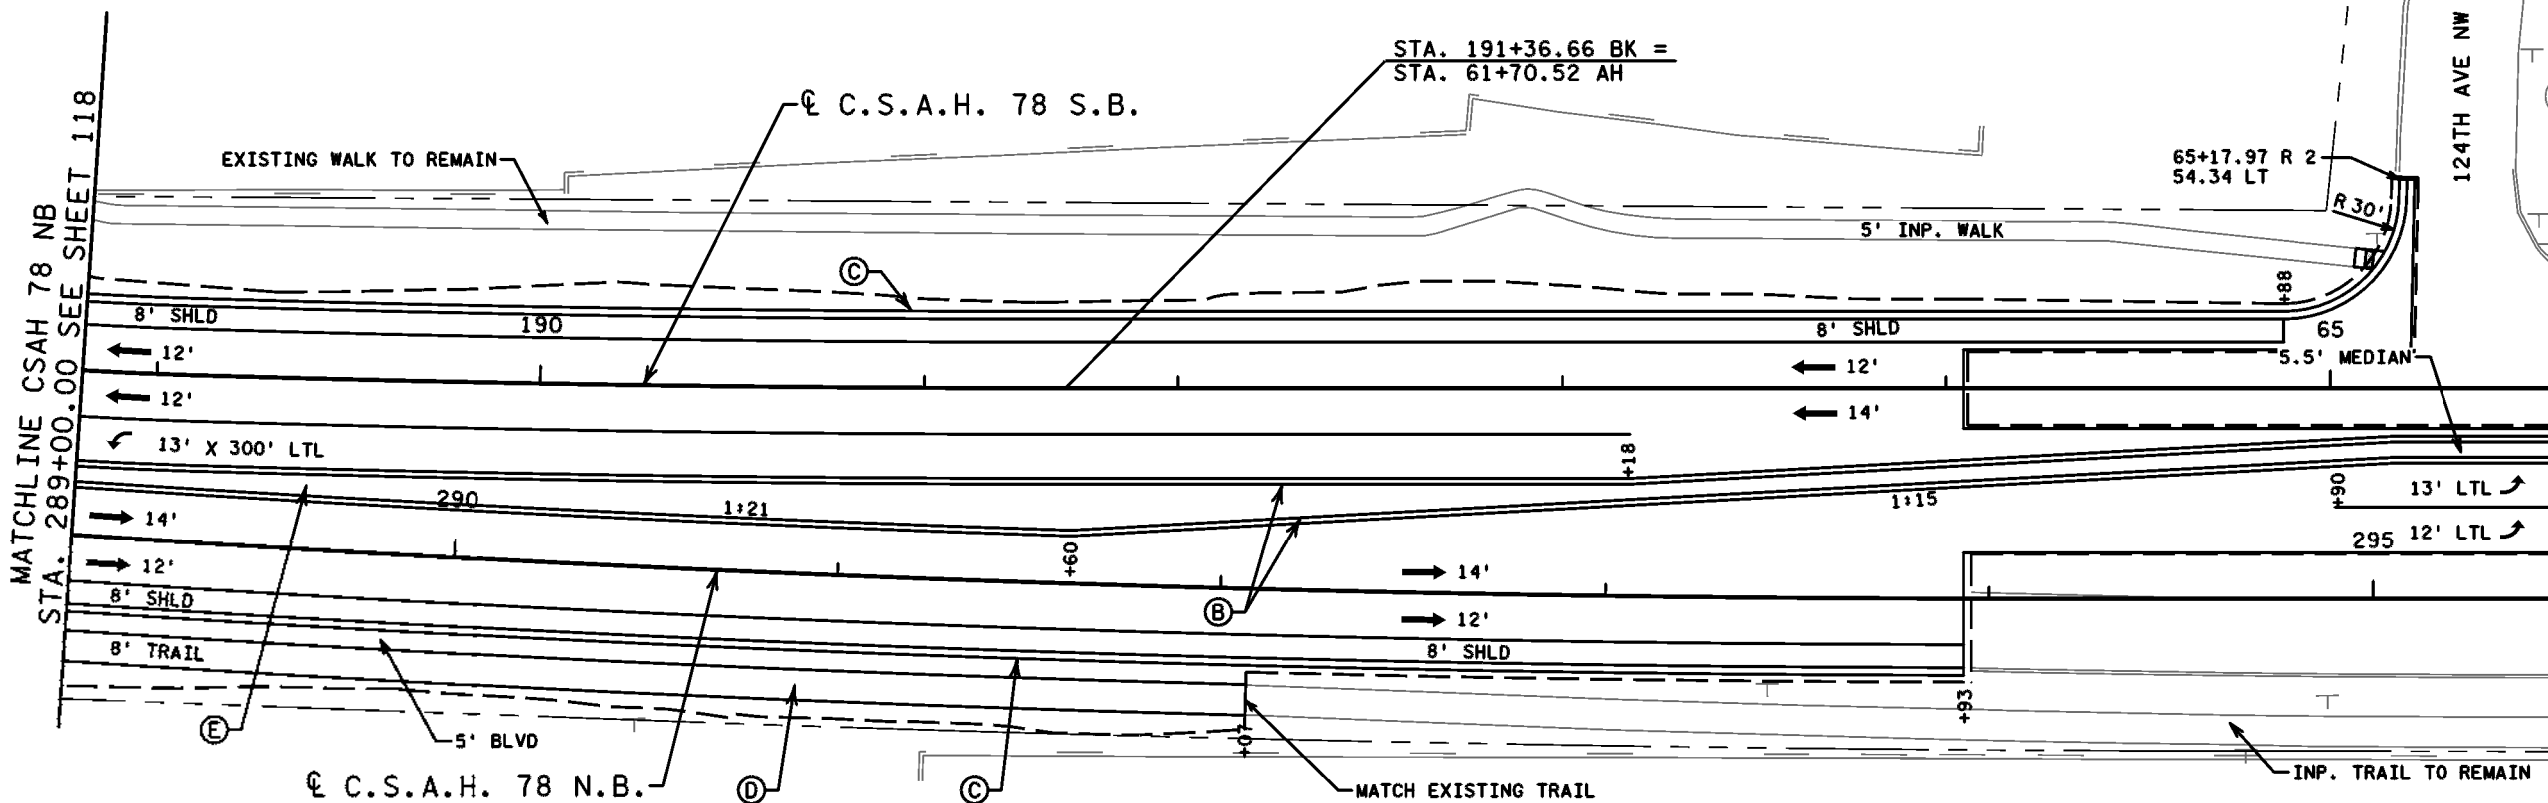 MATCHLINE CSAH 78 NB
STA. 289+00.00 SEE SHEET 118
STA. 191+36.66 BK =
STA. 61+70.52 AH
℄ C.S.A.H. 78 S.B.
EXISTING WALK TO REMAIN
124TH AVE NW
65+17.97 R 2
54.34 LT
R 30'
5' INP. WALK
C
+88
8' SHLD
190
8' SHLD
65
12'
12'
5.5' MEDIAN
12'
14'
13' X 300' LTL
+18
290
1:21
1:15
+90
13' LTL
14'
12' LTL
295
+60
12'
14'
8' SHLD
B
12'
8' TRAIL
8' SHLD
+93
E
5' BLVD
+07
℄ C.S.A.H. 78 N.B.
D
C
MATCH EXISTING TRAIL
INP. TRAIL TO REMAIN